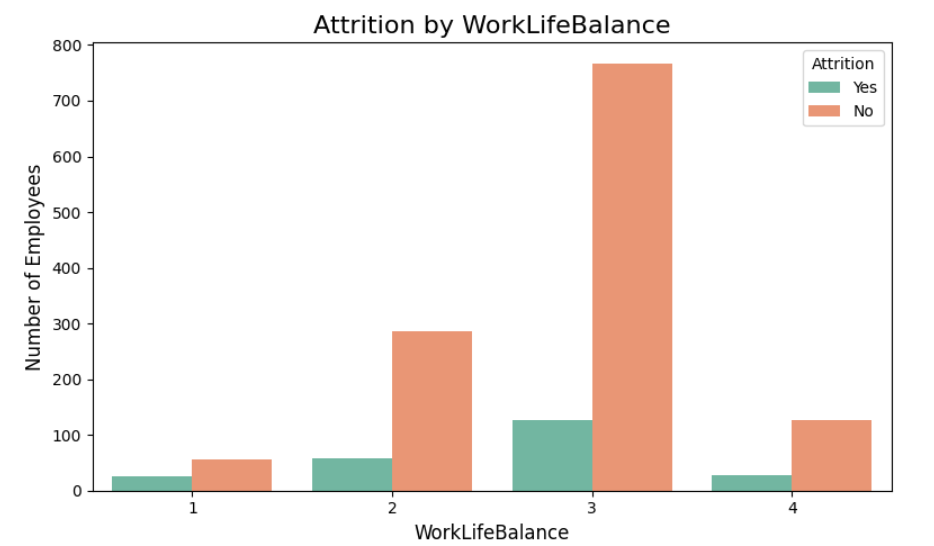 Attrition by WorkLifeBalance
Attrition
Yes
No
Number of Employees
800
700
600
500
400
300
200
100
0
1
2
3
4
WorkLifeBalance